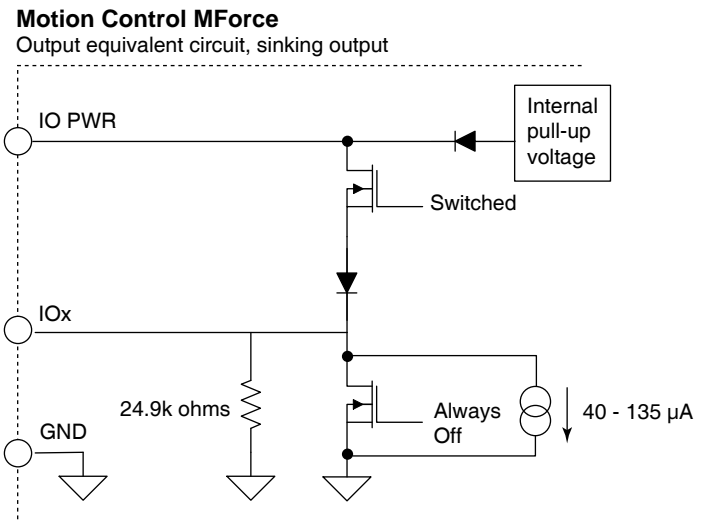 Motion Control MForce
Output equivalent circuit, sinking output
IO PWR
Internal
pull-up
voltage
Switched
IOx
24.9k ohms
Always
Off
40 - 135 µA
GND